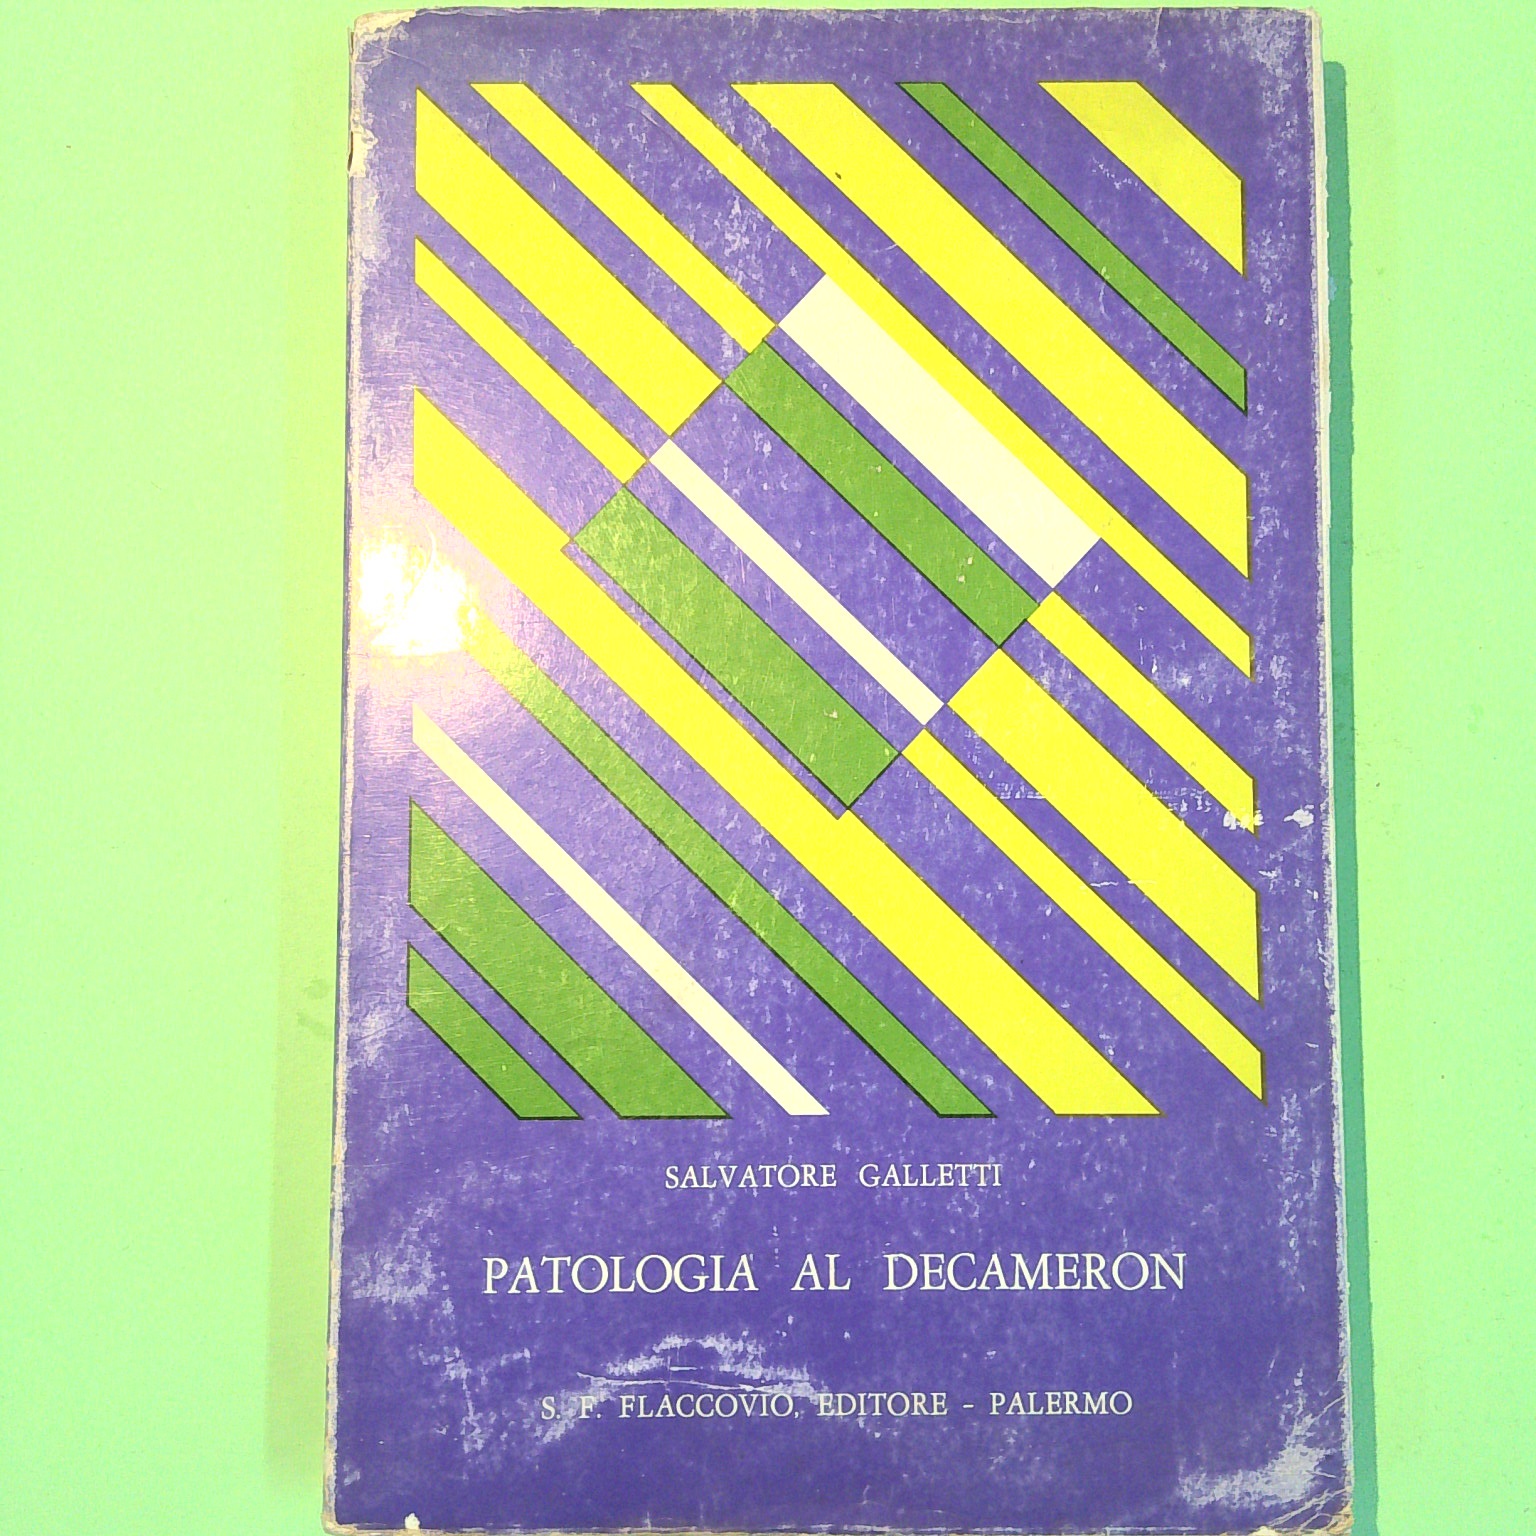 SALVATORE GALLETTI
PATOLOGIA AL DECAMERON
S. F. FLACCOVIO, EDITORE - PALERMO